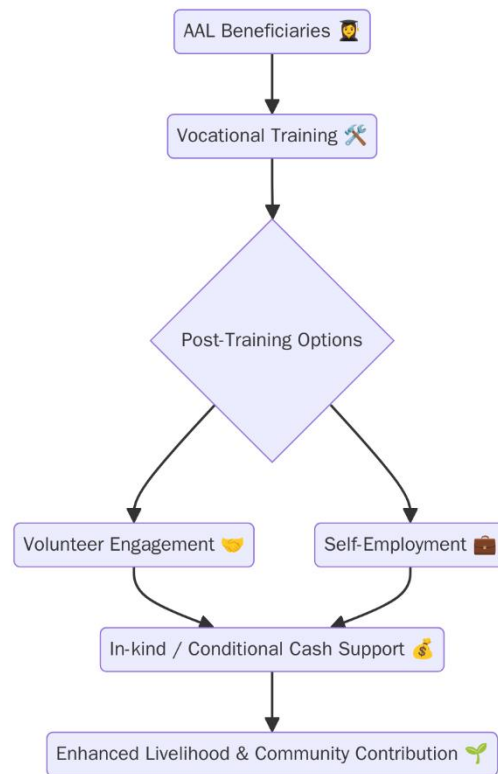 AAL Beneficiaries 👩‍🎓
Vocational Training 🛠️
Post-Training Options
Volunteer Engagement 🤝
Self-Employment 💼
In-kind / Conditional Cash Support 💰
Enhanced Livelihood & Community Contribution 🌱